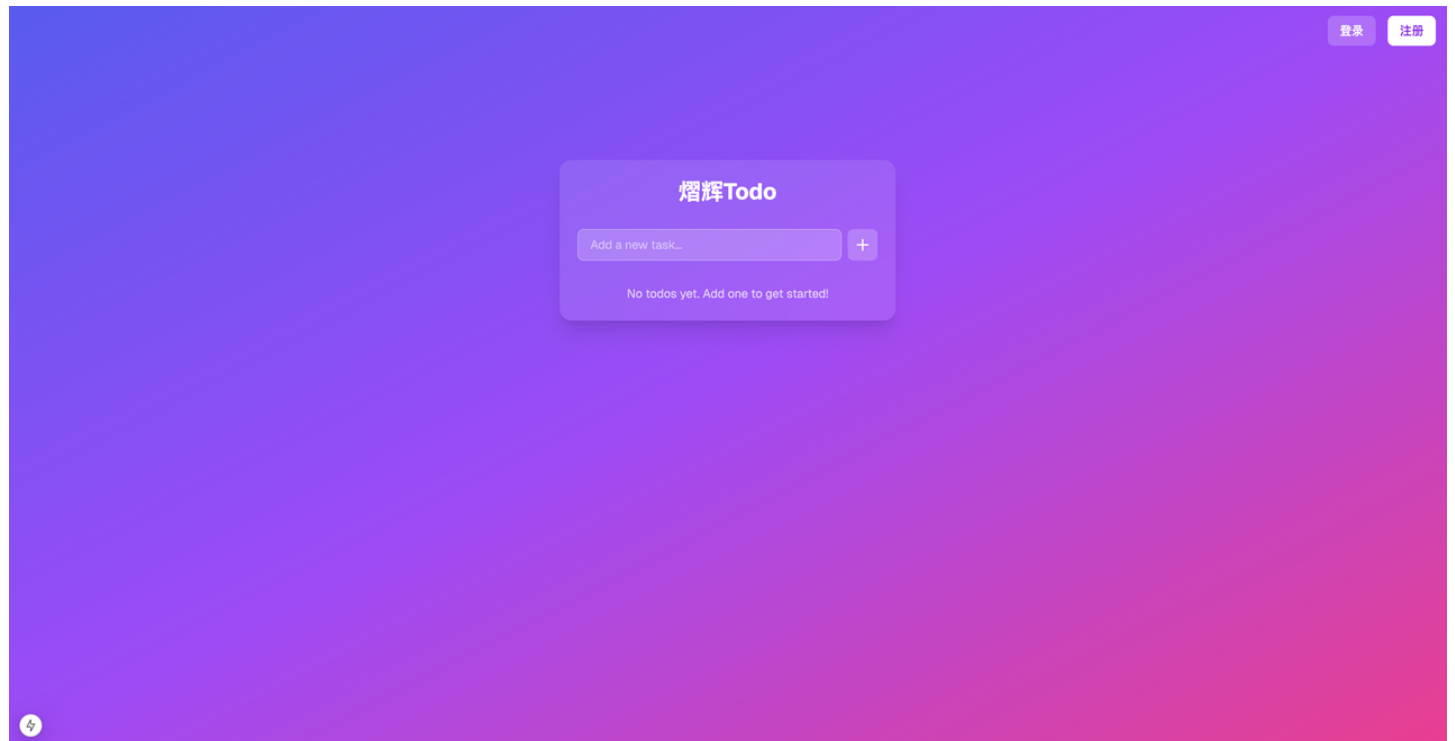 登录 注册
熠辉Todo
Add a new task...
No todos yet. Add one to get started!